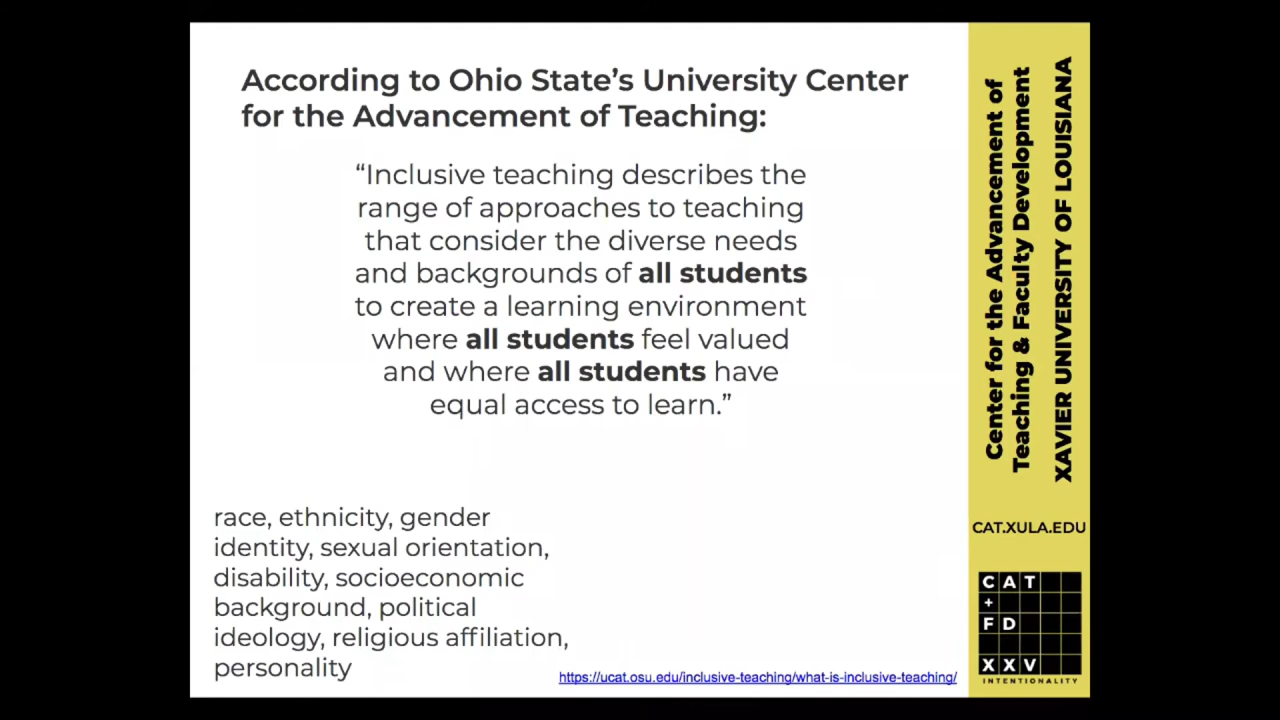 According to Ohio State’s University Center
for the Advancement of Teaching:
“Inclusive teaching describes the
range of approaches to teaching
that consider the diverse needs
and backgrounds of all students
to create a learning environment
where all students feel valued
and where all students have
equal access to learn.”
race, ethnicity, gender
identity, sexual orientation,
disability, socioeconomic
background, political
ideology, religious affiliation,
personality
https://ucat.osu.edu/inclusive-teaching/what-is-inclusive-teaching/
Center for the Advancement of
Teaching & Faculty Development
XAVIER UNIVERSITY OF LOUISIANA
CAT.XULA.EDU
CAT
+
FD
XXV
INTENTIONALITY